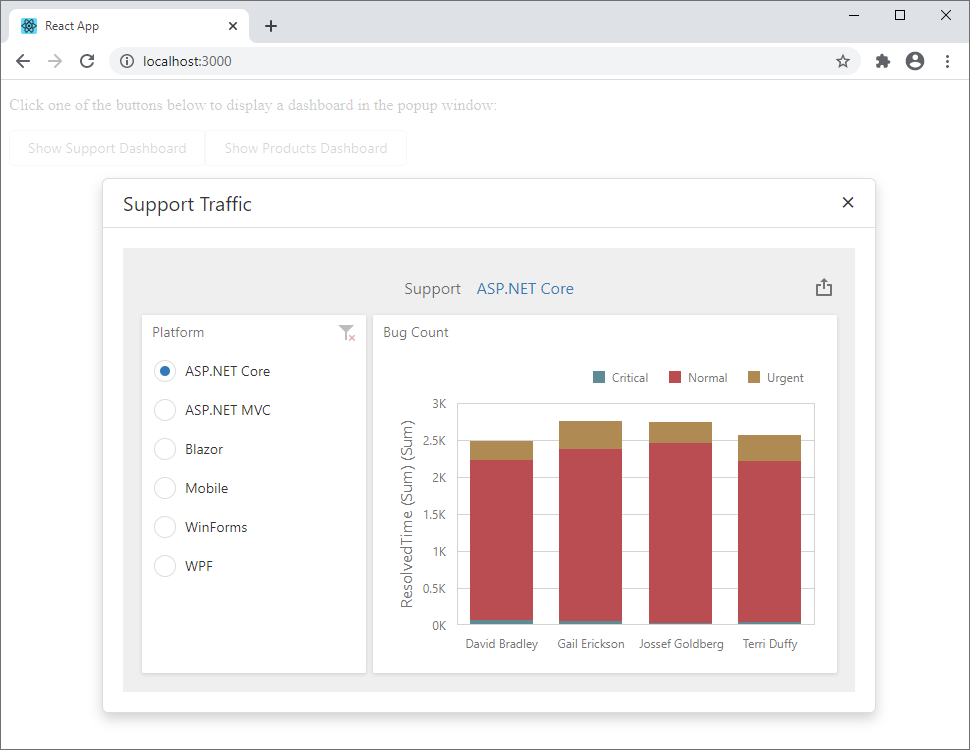 React App
localhost:3000
Click one of the buttons below to display a dashboard in the popup window:
Show Support Dashboard Show Products Dashboard
Support Traffic
Support ASP.NET Core
Platform
ASP.NET Core
ASP.NET MVC
Blazor
Mobile
WinForms
WPF
Bug Count
Critical Normal Urgent
ResolvedTime (Sum) (Sum)
3K
2.5K
2K
1.5K
1K
0.5K
0K
David Bradley Gail Erickson Jossef Goldberg Terri Duffy